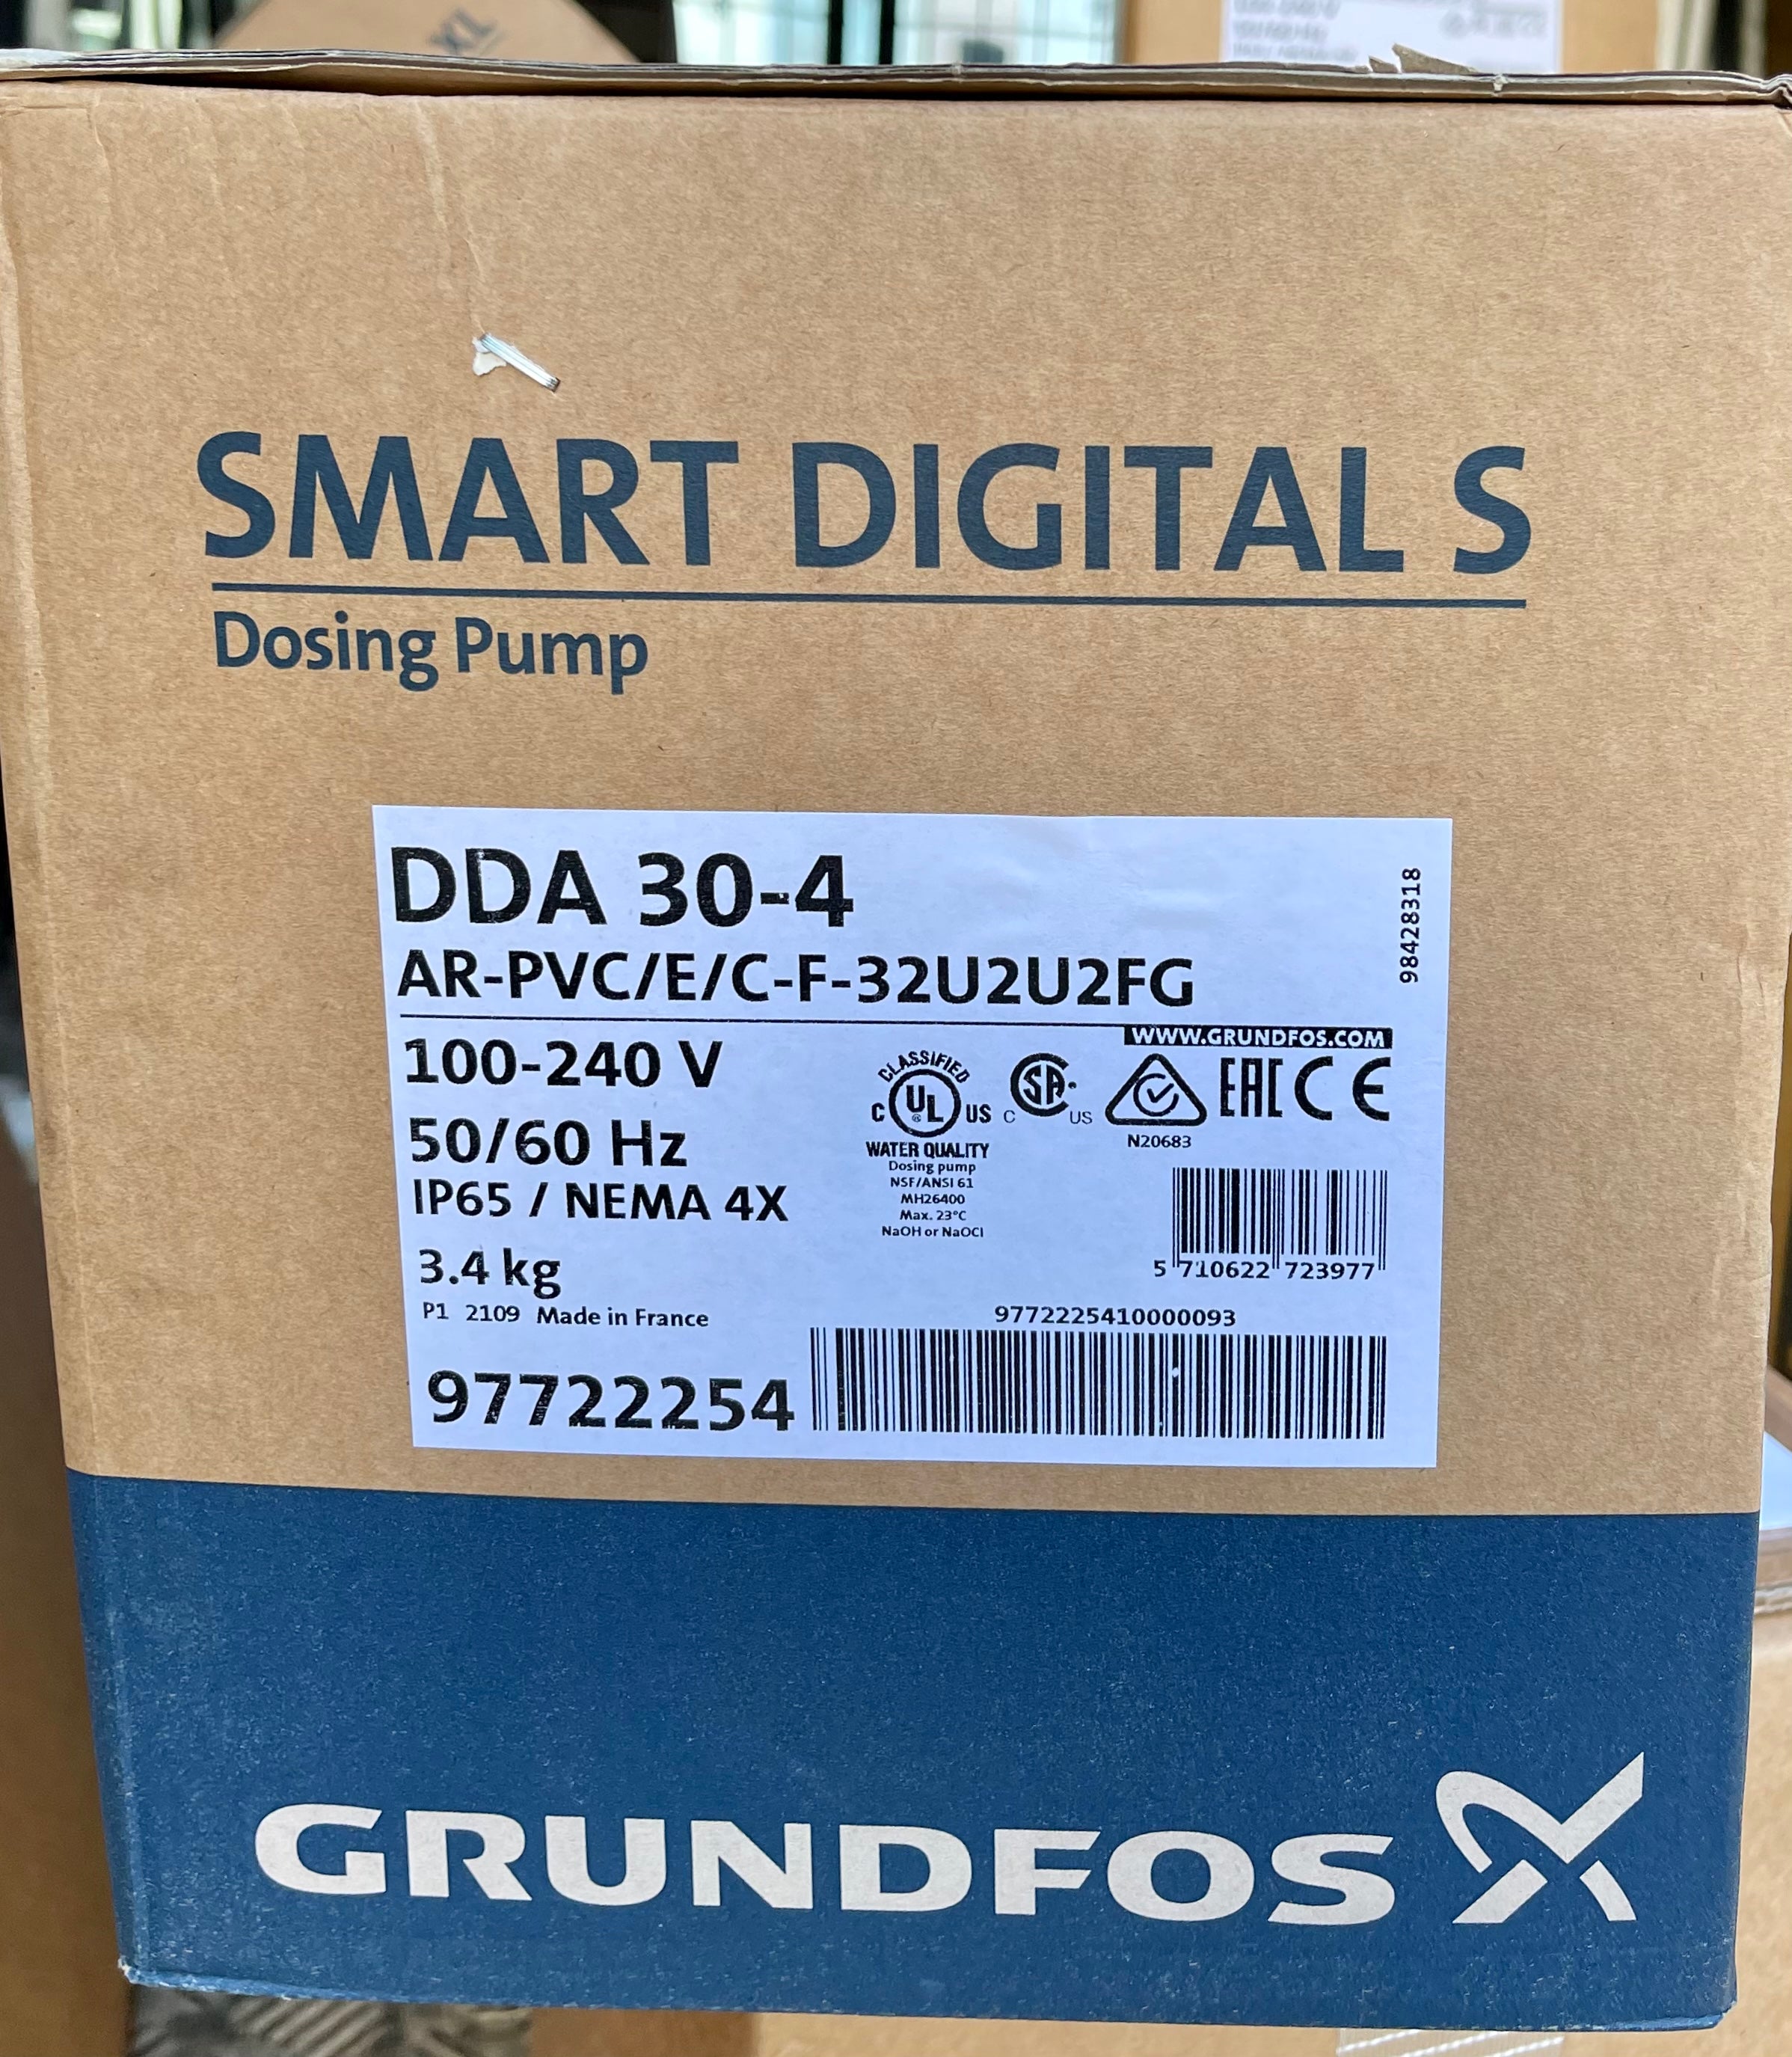 XL
SMART DIGITAL S
Dosing Pump
DDA 30-4
98428318
AR-PVC/E/C-F-32U2U2FG
WWW.GRUNDFOS.COM
100-240 V
CLASSIFIED
C UL ® US
C SA US
EAC CE
50/60 Hz
WATER QUALITY
N20683
Dosing pump
NSF/ANSI 61
MH26400
Max. 23°C
NaOH or NaOCl
IP65 / NEMA 4X
3.4 kg
5 710622 723977
P1 2109 Made in France
9772225410000093
97722254
GRUNDFOS